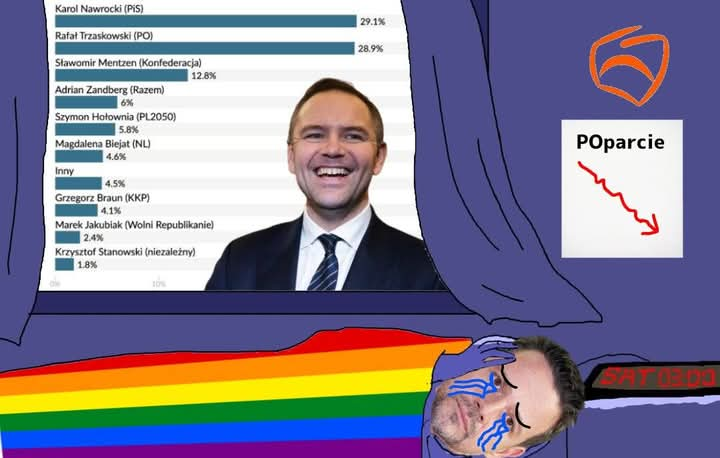 Karol Nawrocki (PiS)
29.1%
Rafał Trzaskowski (PO)
28.9%
Sławomir Mentzen (Konfederacja)
12.8%
Adrian Zandberg (Razem)
6%
Szymon Hołownia (PL2050)
5.8%
Magdalena Biejat (NL)
4.6%
Inny
4.5%
Grzegorz Braun (KKP)
4.1%
Marek Jakubiak (Wolni Republikanie)
2.4%
Krzysztof Stanowski (niezależny)
1.8%
0%
10%
POparcie
SAT 03:00